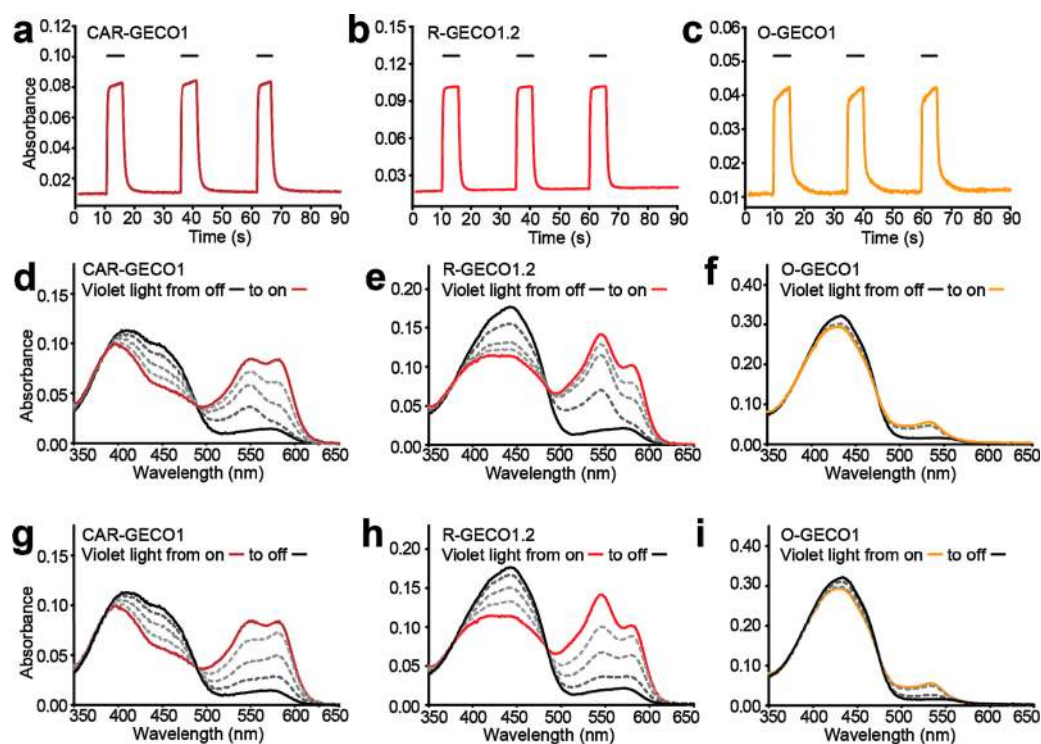 a CAR-GECO1
0.10
0.08
0.06
0.04
0.02
Absorbance
0 10 20 30 40 50 60 70 80 90
Time (s)
b R-GECO1.2
0.12
0.09
0.06
0.03
0 10 20 30 40 50 60 70 80 90
Time (s)
c O-GECO1
0.06
0.05
0.04
0.03
0.02
0.01
0 10 20 30 40 50 60 70 80 90
Time (s)
d CAR-GECO1
Violet light from off to on
0.15
0.10
0.05
0.00
Absorbance
350 400 450 500 550 600 650
Wavelength (nm)
e R-GECO1.2
Violet light from off to on
0.20
0.15
0.10
0.05
0.00
350 400 450 500 550 600 650
Wavelength (nm)
f O-GECO1
Violet light from off to on
0.40
0.30
0.20
0.10
0.00
350 400 450 500 550 600 650
Wavelength (nm)
g CAR-GECO1
Violet light from on to off
0.15
0.10
0.05
0.00
Absorbance
350 400 450 500 550 600 650
Wavelength (nm)
h R-GECO1.2
Violet light from on to off
0.20
0.15
0.10
0.05
0.00
350 400 450 500 550 600 650
Wavelength (nm)
i O-GECO1
Violet light from on to off
0.40
0.30
0.20
0.10
0.00
350 400 450 500 550 600 650
Wavelength (nm)